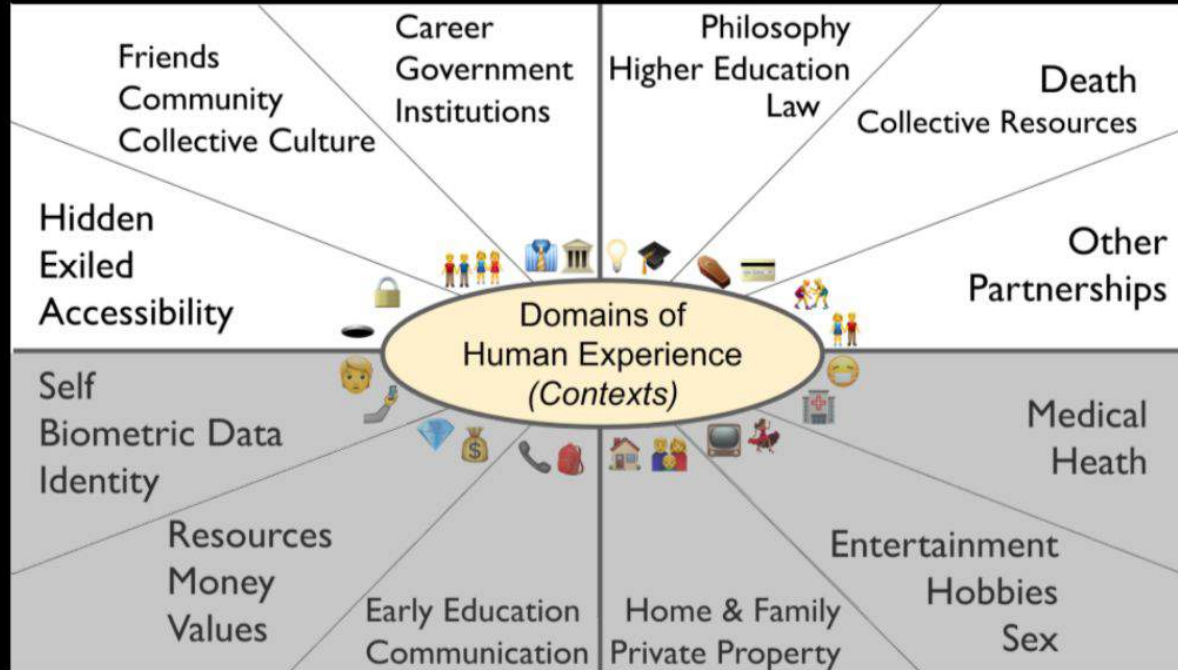 Friends
Community
Collective Culture
Career
Government
Institutions
Philosophy
Higher Education
Law
Death
Collective Resources
Hidden
Exiled
Accessibility
Other
Partnerships
Domains of
Human Experience
(Contexts)
Self
Biometric Data
Identity
Medical
Heath
Resources
Money
Values
Early Education
Communication
Home & Family
Private Property
Entertainment
Hobbies
Sex